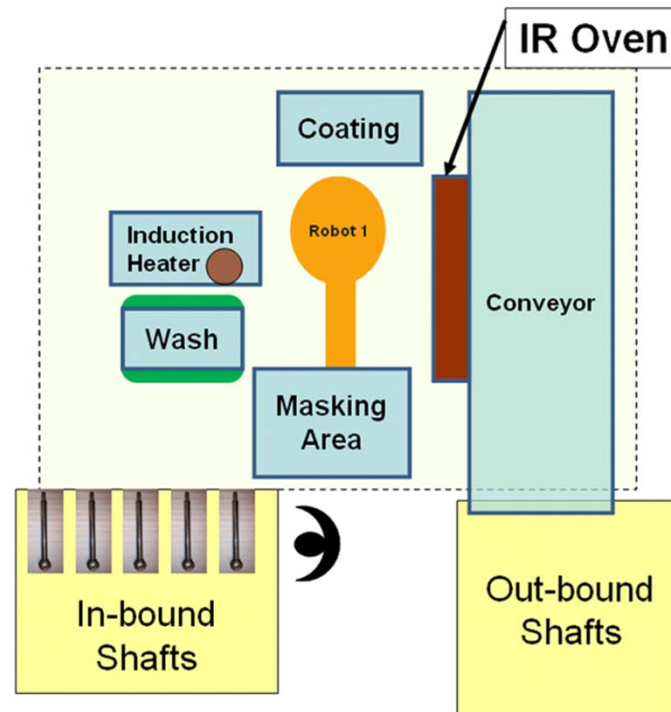 IR Oven
Coating
Robot 1
Induction
Heater
Conveyor
Wash
Masking
Area
In-bound
Shafts
Out-bound
Shafts